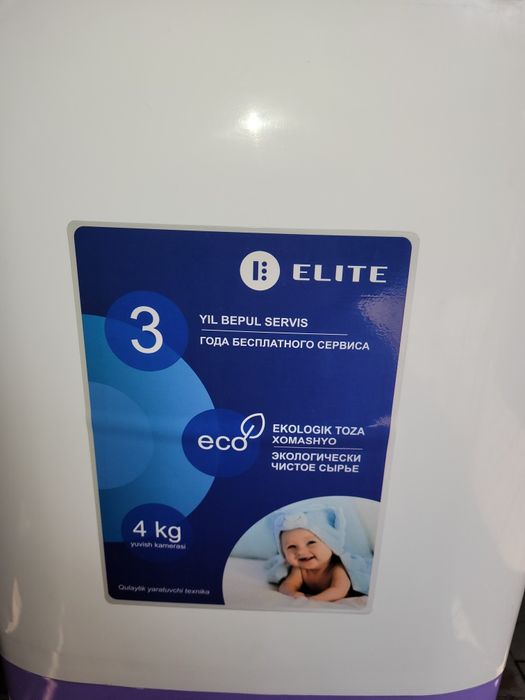 ELITE
3
YIL BEPUL SERVIS
ГОДА БЕСПЛАТНОГО СЕРВИСА
eco
EKOLOGIK TOZA
XOMASHYO
ЭКОЛОГИЧЕСКИ
ЧИСТОЕ СЫРЬЕ
4 kg
yuvish kamerasi
Qulaylik yaratuvchi texnika